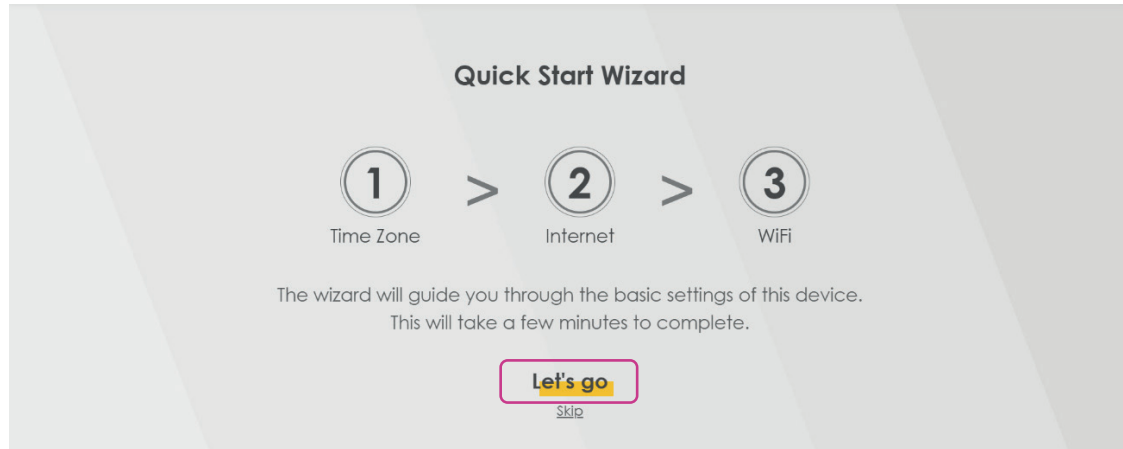 Quick Start Wizard
1 > 2 > 3
Time Zone Internet WiFi
The wizard will guide you through the basic settings of this device.
This will take a few minutes to complete.
Let's go
Skip